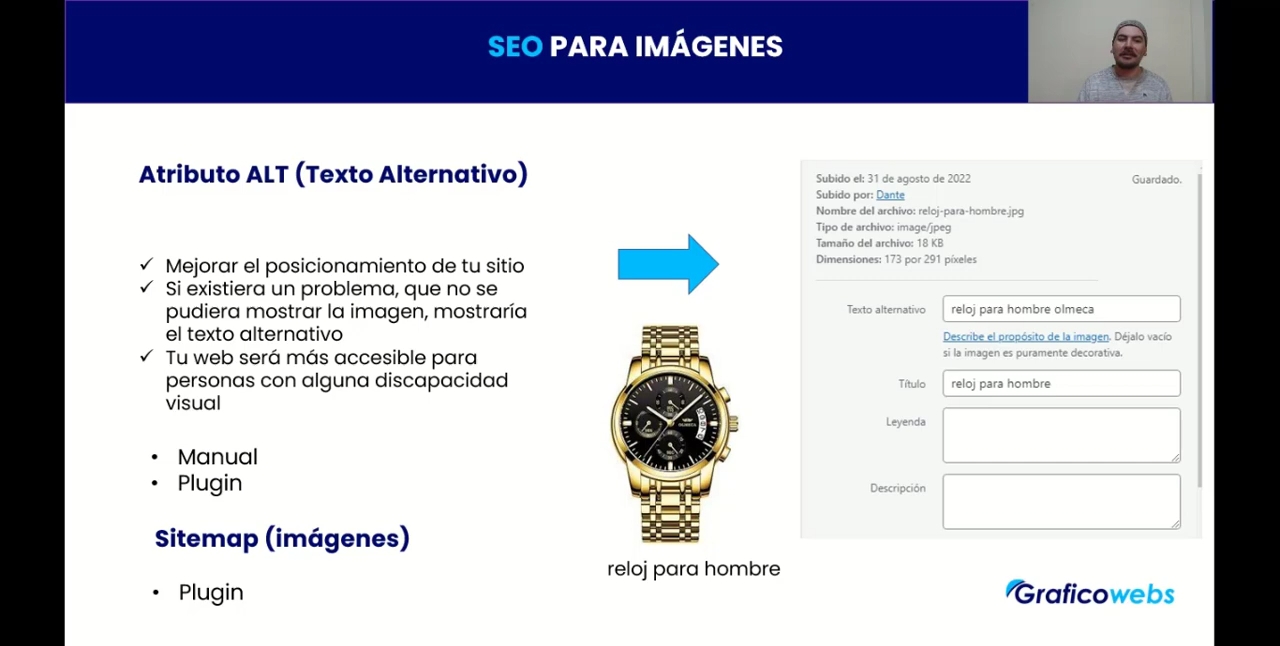 SEO PARA IMÁGENES
Atributo ALT (Texto Alternativo)
✓ Mejorar el posicionamiento de tu sitio
✓ Si existiera un problema, que no se
pudiera mostrar la imagen, mostraría
el texto alternativo
✓ Tu web será más accesible para
personas con alguna discapacidad
visual
• Manual
• Plugin
Sitemap (imágenes)
• Plugin
reloj para hombre
Subido el: 31 de agosto de 2022
Guardado.
Subido por: Dante
Nombre del archivo: reloj-para-hombre.jpg
Tipo de archivo: image/jpeg
Tamaño del archivo: 18 KB
Dimensiones: 173 por 291 píxeles
Texto alternativo
reloj para hombre olmeca
Describe el propósito de la imagen. Déjalo vacío
si la imagen es puramente decorativa.
Título
reloj para hombre
Leyenda
Descripción
Graficowebs